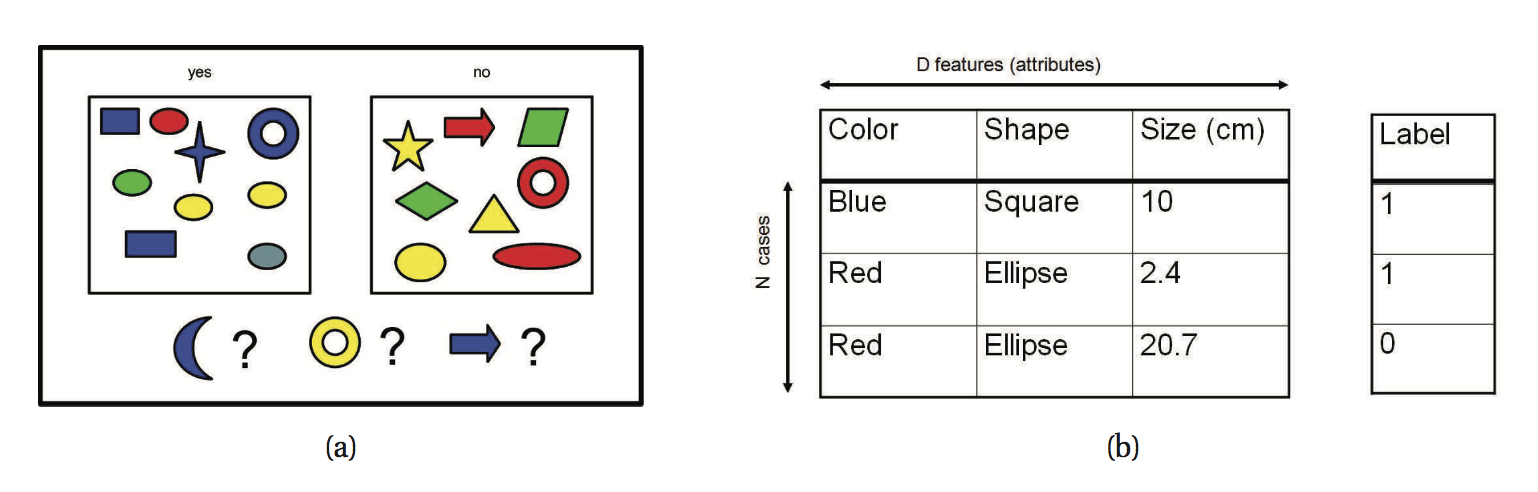 yes
no
? ? ?
(a)
D features (attributes)
N cases
Color Shape Size (cm)
Blue Square 10
Red Ellipse 2.4
Red Ellipse 20.7
Label
1
1
0
(b)